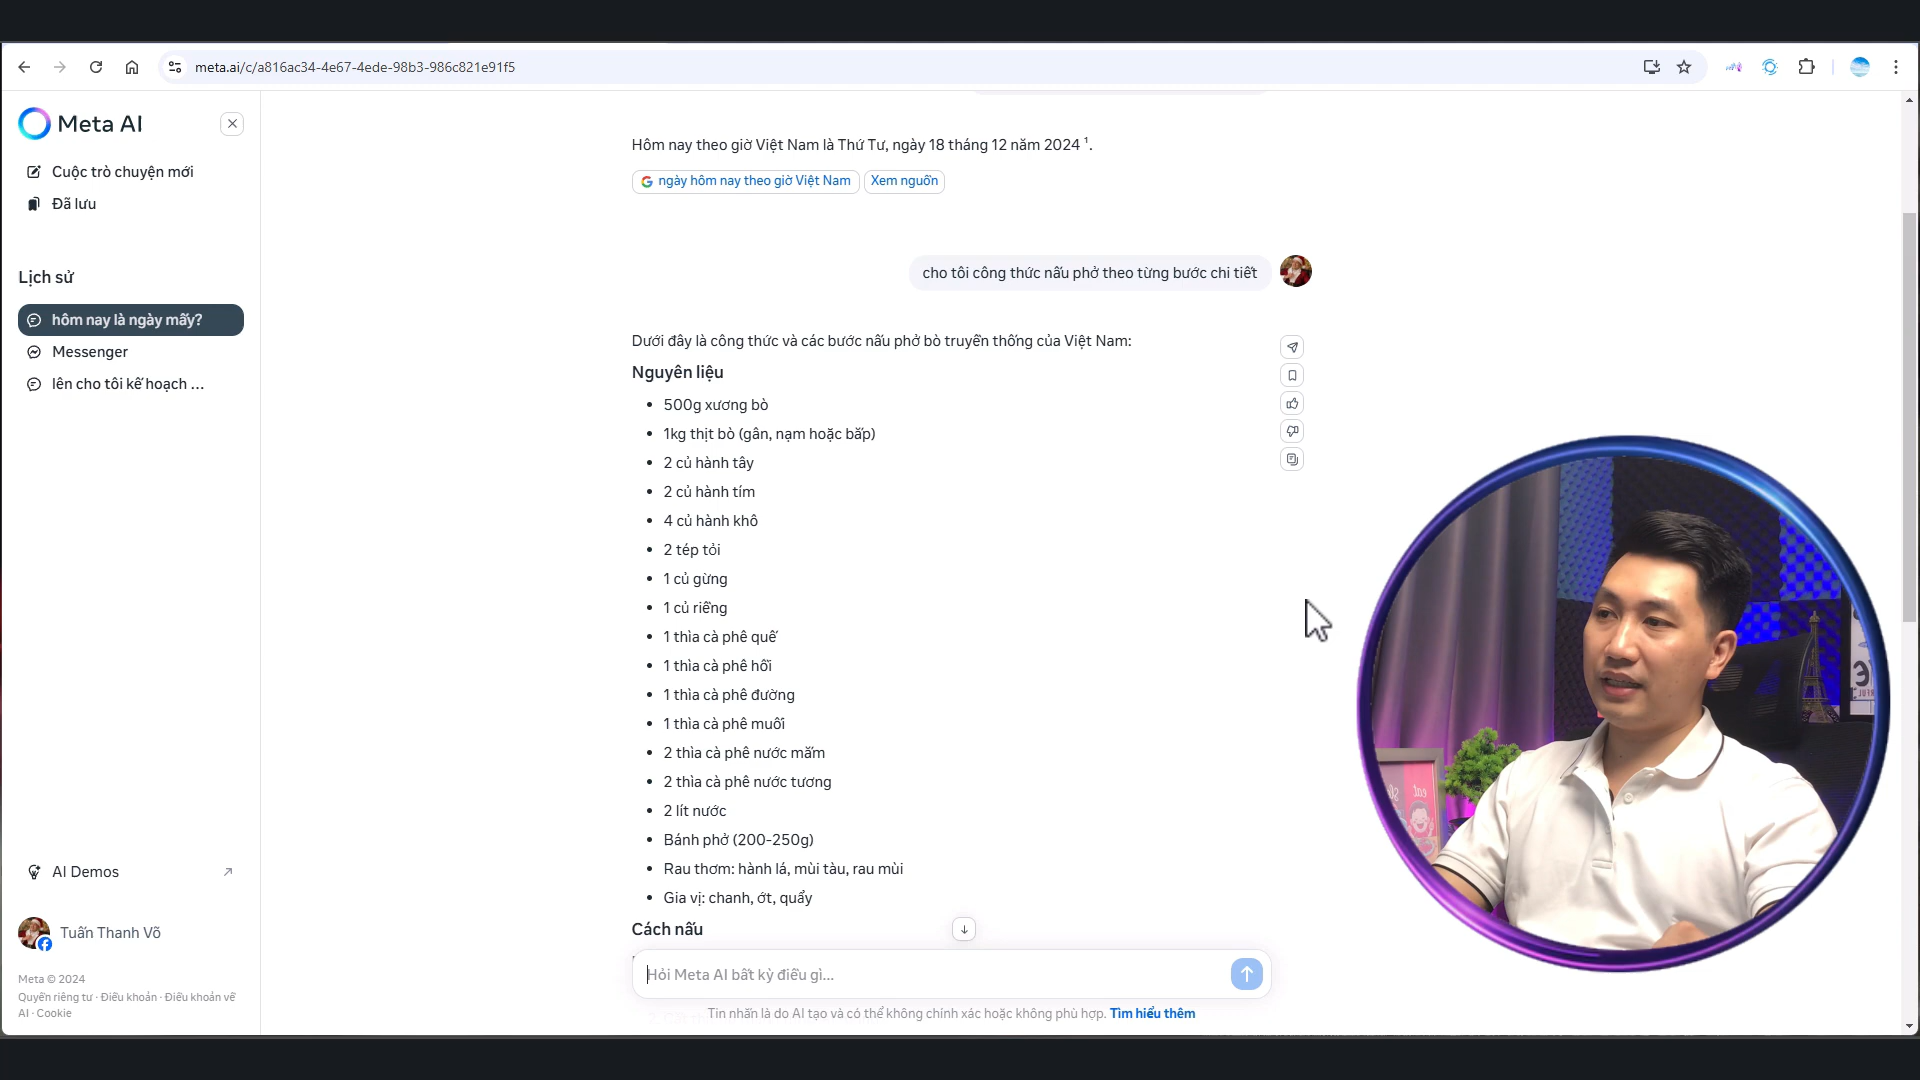 meta.ai/c/a816ac34-4e67-4ede-98b3-986c821e91f5
Meta AI
Cuộc trò chuyện mới
Đã lưu
Lịch sử
hôm nay là ngày mấy?
Messenger
lên cho tôi kế hoạch ...
AI Demos
Tuấn Thanh Võ
Meta © 2024
Quyền riêng tư · Điều khoản · Điều khoản về
AI · Cookie
Hôm nay theo giờ Việt Nam là Thứ Tư, ngày 18 tháng 12 năm 2024 ¹.
ngày hôm nay theo giờ Việt Nam
Xem nguồn
cho tôi công thức nấu phở theo từng bước chi tiết
Dưới đây là công thức và các bước nấu phở bò truyền thống của Việt Nam:
Nguyên liệu
• 500g xương bò
• 1kg thịt bò (gân, nạm hoặc bắp)
• 2 củ hành tây
• 2 củ hành tím
• 4 củ hành khô
• 2 tép tỏi
• 1 củ gừng
• 1 củ riềng
• 1 thìa cà phê quế
• 1 thìa cà phê hồi
• 1 thìa cà phê đường
• 1 thìa cà phê muối
• 2 thìa cà phê nước mắm
• 2 thìa cà phê nước tương
• 2 lít nước
• Bánh phở (200-250g)
• Rau thơm: hành lá, mùi tàu, rau mùi
• Gia vị: chanh, ớt, quẩy
Cách nấu
Hỏi Meta AI bất kỳ điều gì...
Tin nhắn là do AI tạo và có thể không chính xác hoặc không phù hợp. Tìm hiểu thêm